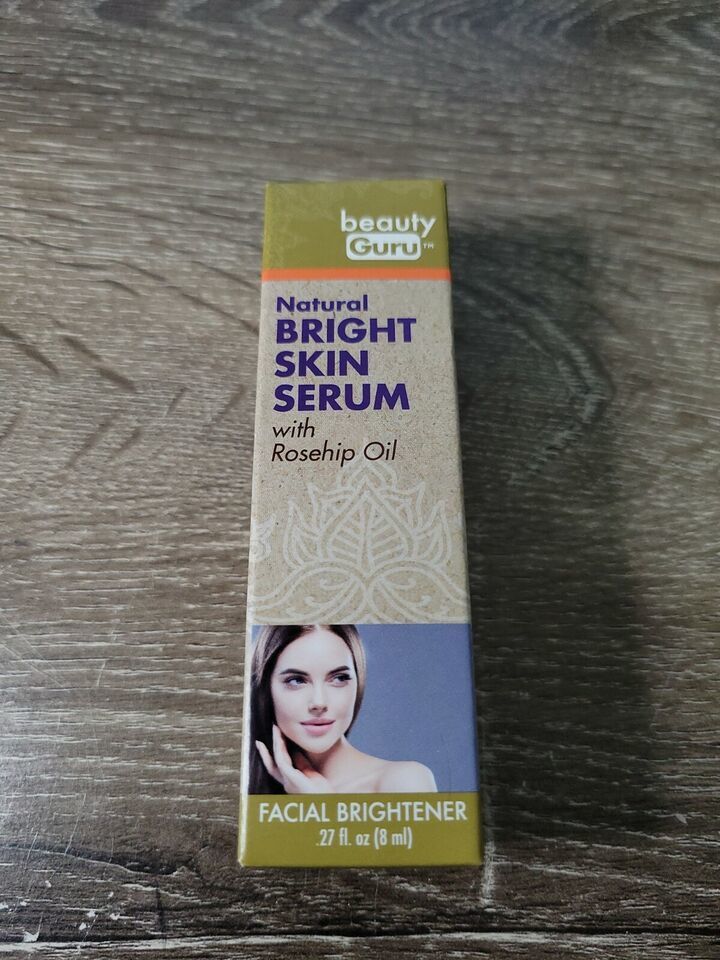 beauty
Guru™
Natural
BRIGHT
SKIN
SERUM
with
Rosehip Oil
FACIAL BRIGHTENER
.27 fl. oz (8 ml)